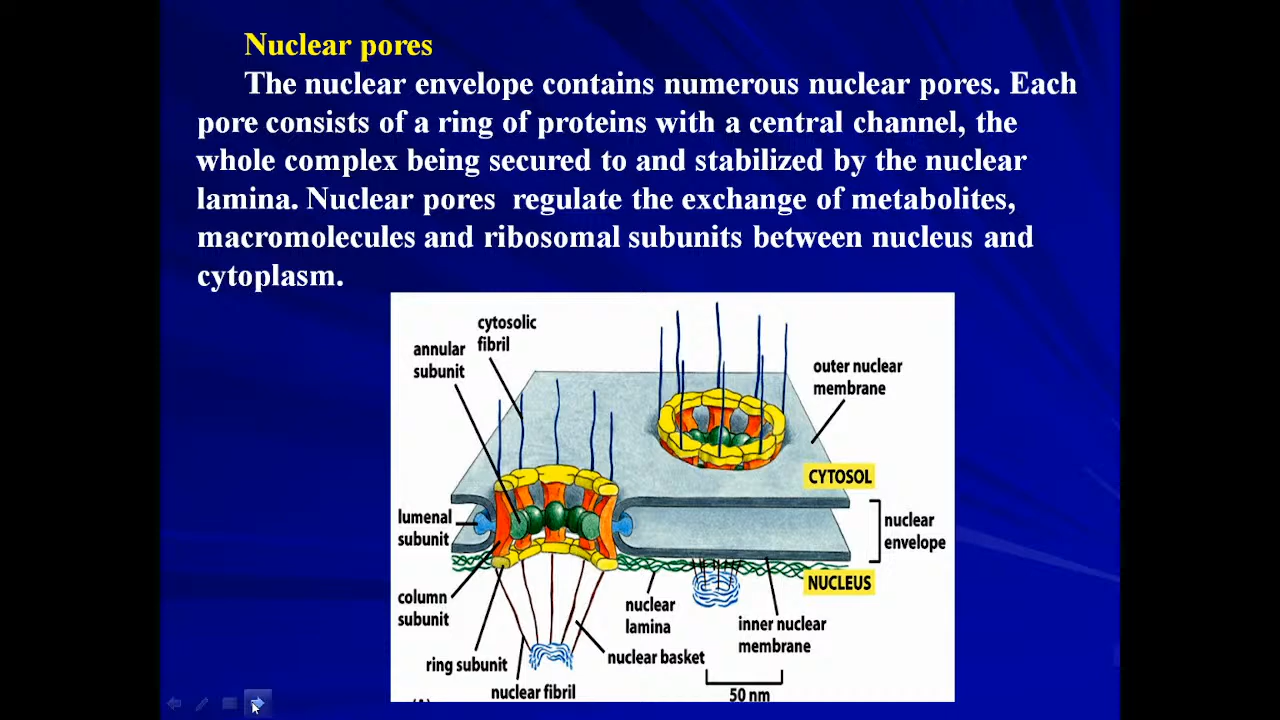 Nuclear pores
The nuclear envelope contains numerous nuclear pores. Each
pore consists of a ring of proteins with a central channel, the
whole complex being secured to and stabilized by the nuclear
lamina. Nuclear pores regulate the exchange of metabolites,
macromolecules and ribosomal subunits between nucleus and
cytoplasm.
cytosolic
fibril
annular
subunit
outer nuclear
membrane
CYTOSOL
lumenal
subunit
nuclear
envelope
NUCLEUS
column
subunit
nuclear
lamina
inner nuclear
membrane
ring subunit
nuclear basket
nuclear fibril
50 nm